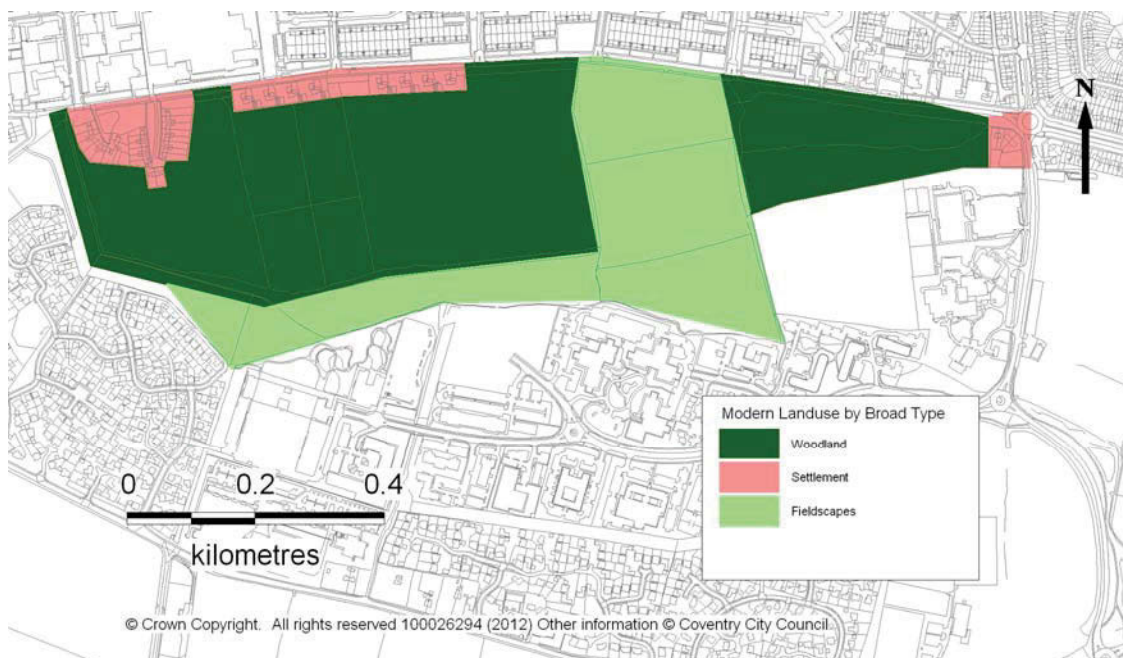 N
Modern Landuse by Broad Type
Woodland
Settlement
Fieldscapes
0 0.2 0.4
kilometres
© Crown Copyright. All rights reserved 100026294 (2012) Other information © Coventry City Council